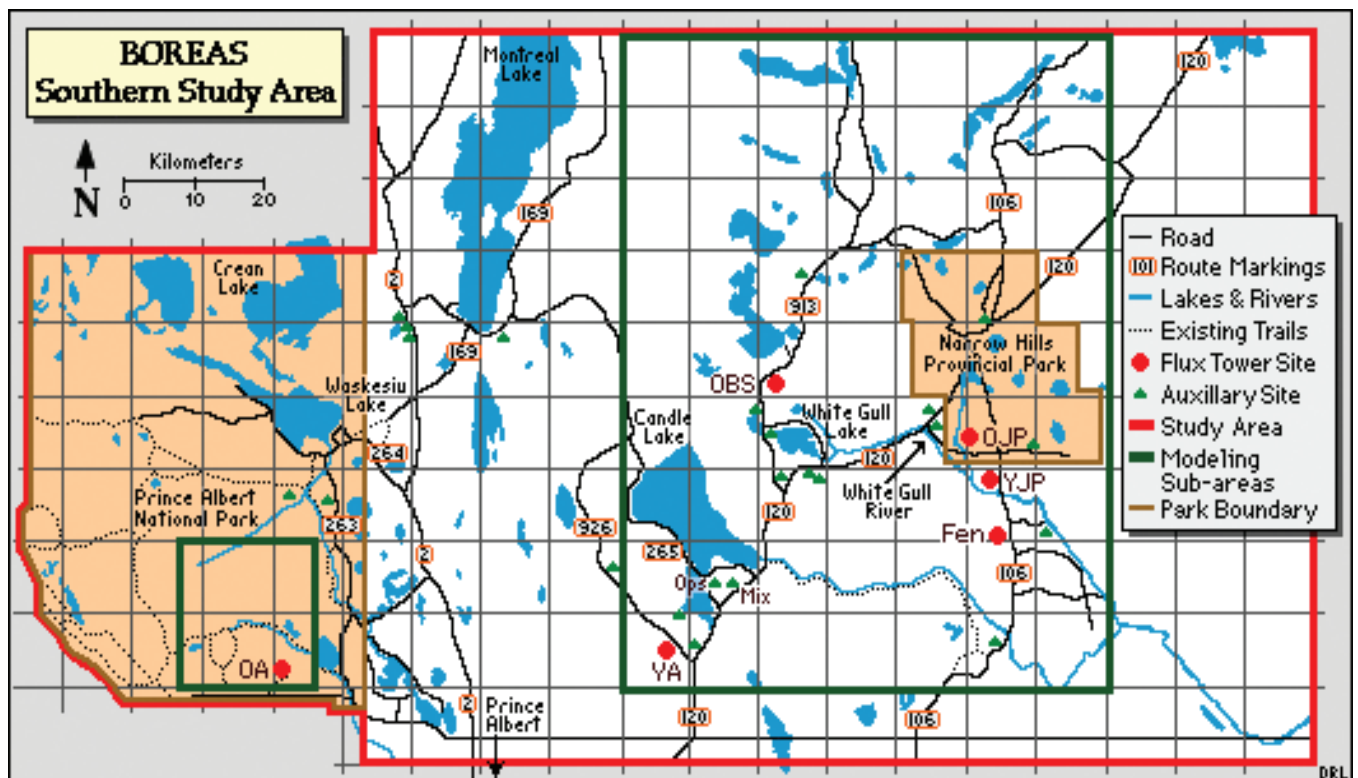 BOREAS
Southern Study Area
Kilometers
0 10 20
N
Montreal
Lake
120
169
106
2
Crean
Lake
120
913
169
Narrow Hills
Provincial Park
OBS
Waskesiu
Lake
Candle
Lake
White Gull
Lake
OJP
264
120
YJP
White Gull
River
Prince Albert
National Park
263
926
120
Fen
2
265
106
Ops
Mix
OA
YA
2
Prince
Albert
120
106
Road
101 Route Markings
Lakes & Rivers
Existing Trails
Flux Tower Site
Auxillary Site
Study Area
Modeling
Sub-areas
Park Boundary
DRL